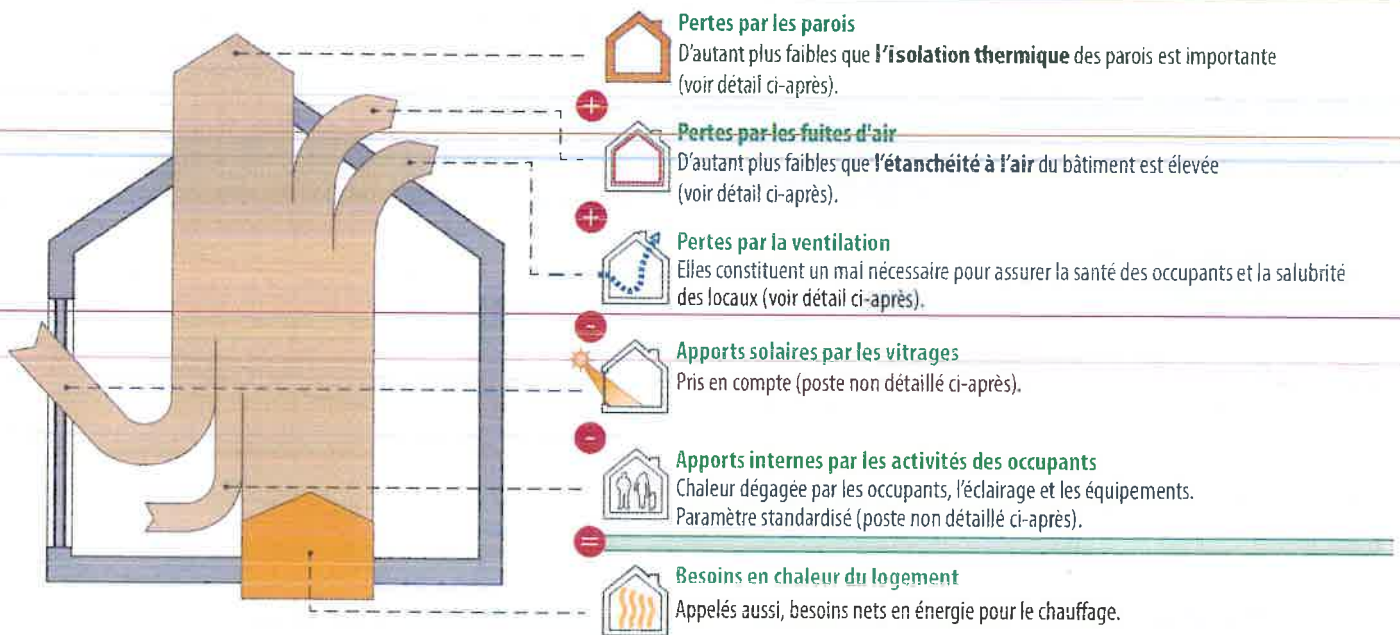 Pertes par les parois
D'autant plus faibles que l'isolation thermique des parois est importante
(voir détail ci-après).
+
Pertes par les fuites d'air
D'autant plus faibles que l'étanchéité à l'air du bâtiment est élevée
(voir détail ci-après).
+
Pertes par la ventilation
Elles constituent un mal nécessaire pour assurer la santé des occupants et la salubrité
des locaux (voir détail ci-après).
-
Apports solaires par les vitrages
Pris en compte (poste non détaillé ci-après).
-
Apports internes par les activités des occupants
Chaleur dégagée par les occupants, l'éclairage et les équipements.
Paramètre standardisé (poste non détaillé ci-après).
=
Besoins en chaleur du logement
Appelés aussi, besoins nets en énergie pour le chauffage.